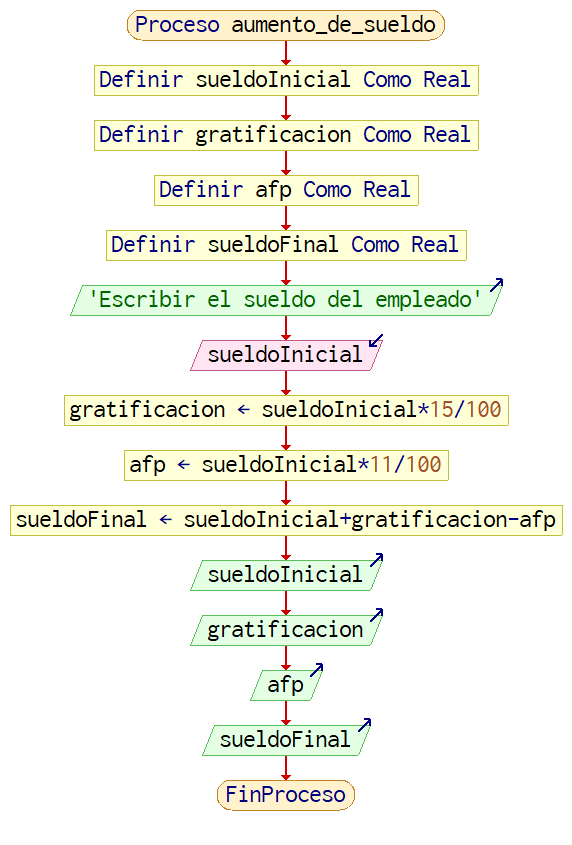 Proceso aumento_de_sueldo
Definir sueldoInicial Como Real
Definir gratificacion Como Real
Definir afp Como Real
Definir sueldoFinal Como Real
'Escribir el sueldo del empleado'
sueldoInicial
gratificacion ← sueldoInicial*15/100
afp ← sueldoInicial*11/100
sueldoFinal ← sueldoInicial+gratificacion-afp
sueldoInicial
gratificacion
afp
sueldoFinal
FinProceso